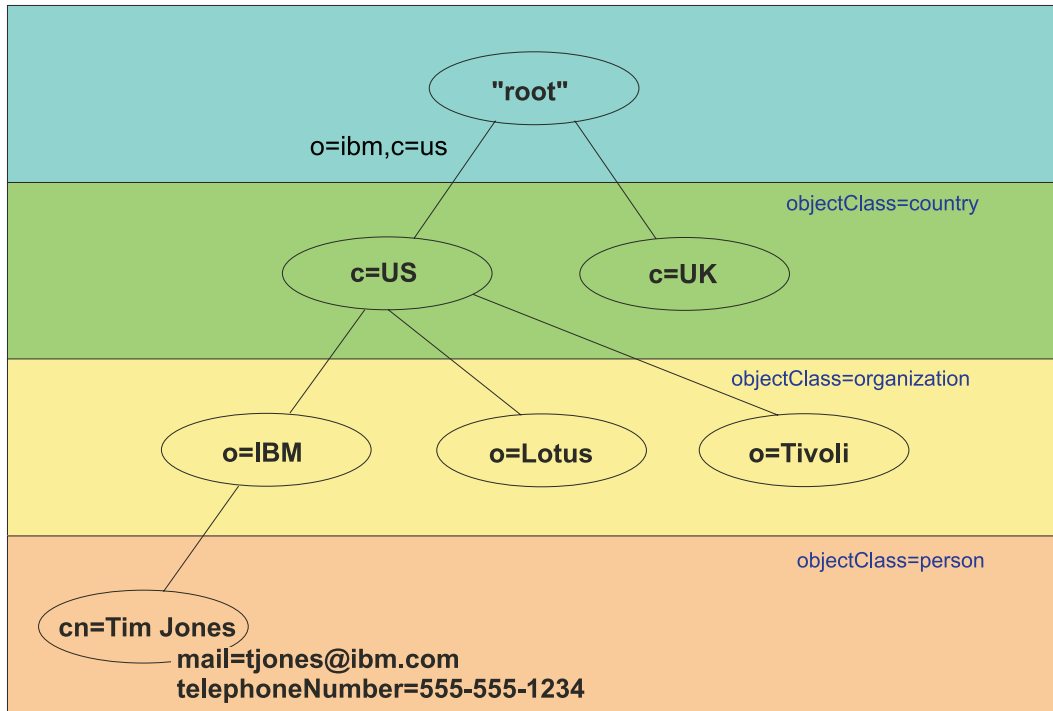 "root"
o=ibm,c=us
objectClass=country
c=US
c=UK
objectClass=organization
o=IBM
o=Lotus
o=Tivoli
objectClass=person
cn=Tim Jones
mail=tjones@ibm.com
telephoneNumber=555-555-1234